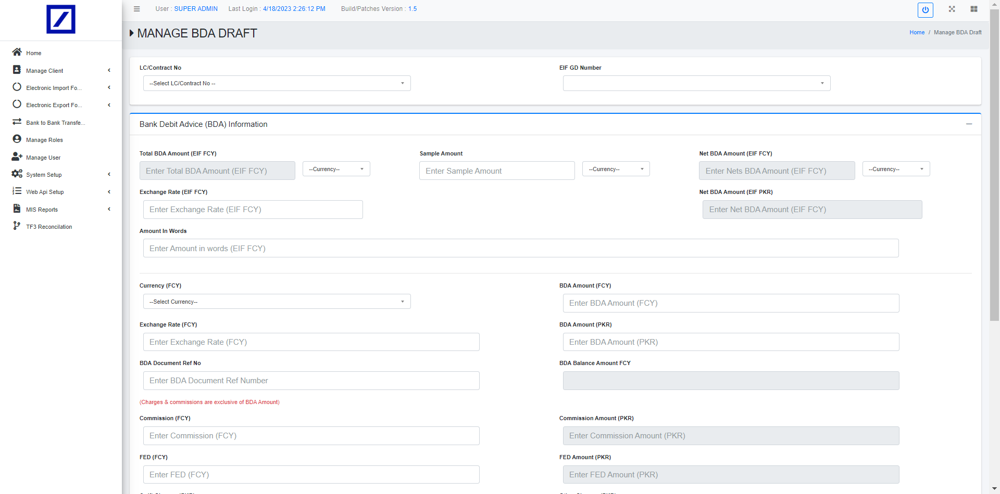 User : SUPER ADMIN Last Login : 4/18/2023 2:26:12 PM Build/Patches Version : 1.5
MANAGE BDA DRAFT
Home / Manage BDA Draft
Home
Manage Client
Electronic Import Fo...
Electronic Export Fo...
Bank to Bank Transfe...
Manage Roles
Manage User
System Setup
Web Api Setup
MIS Reports
TF3 Reconcilation
LC/Contract No EIF GD Number
--Select LC/Contract No --
Bank Debit Advice (BDA) Information
Total BDA Amount (EIF FCY) Sample Amount Net BDA Amount (EIF FCY)
Enter Total BDA Amount (EIF FCY) --Currency-- Enter Sample Amount --Currency-- Enter Nets BDA Amount (EIF FCY) --Currency--
Exchange Rate (EIF FCY) Net BDA Amount (EIF PKR)
Enter Exchange Rate (EIF FCY) Enter Net BDA Amount (EIF FCY)
Amount In Words
Enter Amount in words (EIF FCY)
Currency (FCY) BDA Amount (FCY)
--Select Currency-- Enter BDA Amount (FCY)
Exchange Rate (FCY) BDA Amount (PKR)
Enter Exchange Rate (FCY) Enter BDA Amount (PKR)
BDA Document Ref No BDA Balance Amount FCY
Enter BDA Document Ref Number
(Charges & commissions are exclusive of BDA Amount)
Commission (FCY) Commission Amount (PKR)
Enter Commission (FCY) Enter Commission Amount (PKR)
FED (FCY) FED Amount (PKR)
Enter FED (FCY) Enter FED Amount (PKR)